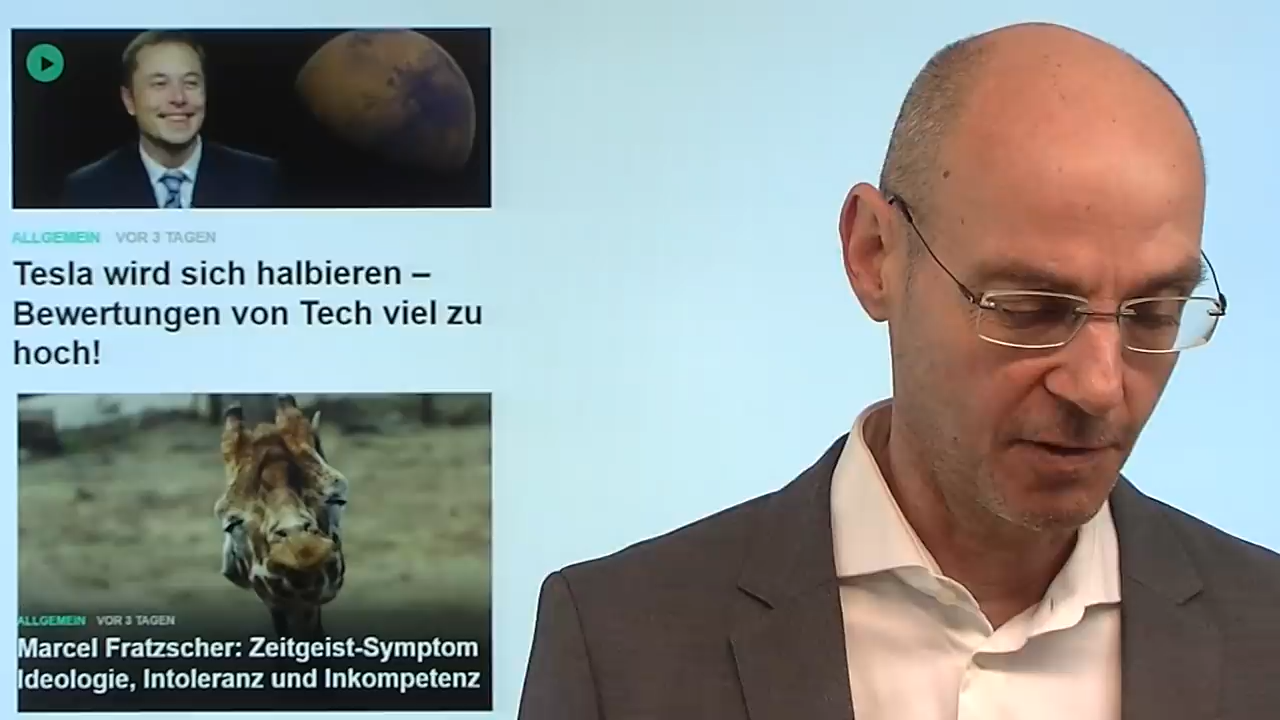 ALLGEMEIN VOR 3 TAGEN
Tesla wird sich halbieren –
Bewertungen von Tech viel zu
hoch!
ALLGEMEIN VOR 3 TAGEN
Marcel Fratzscher: Zeitgeist-Symptom
Ideologie, Intoleranz und Inkompetenz